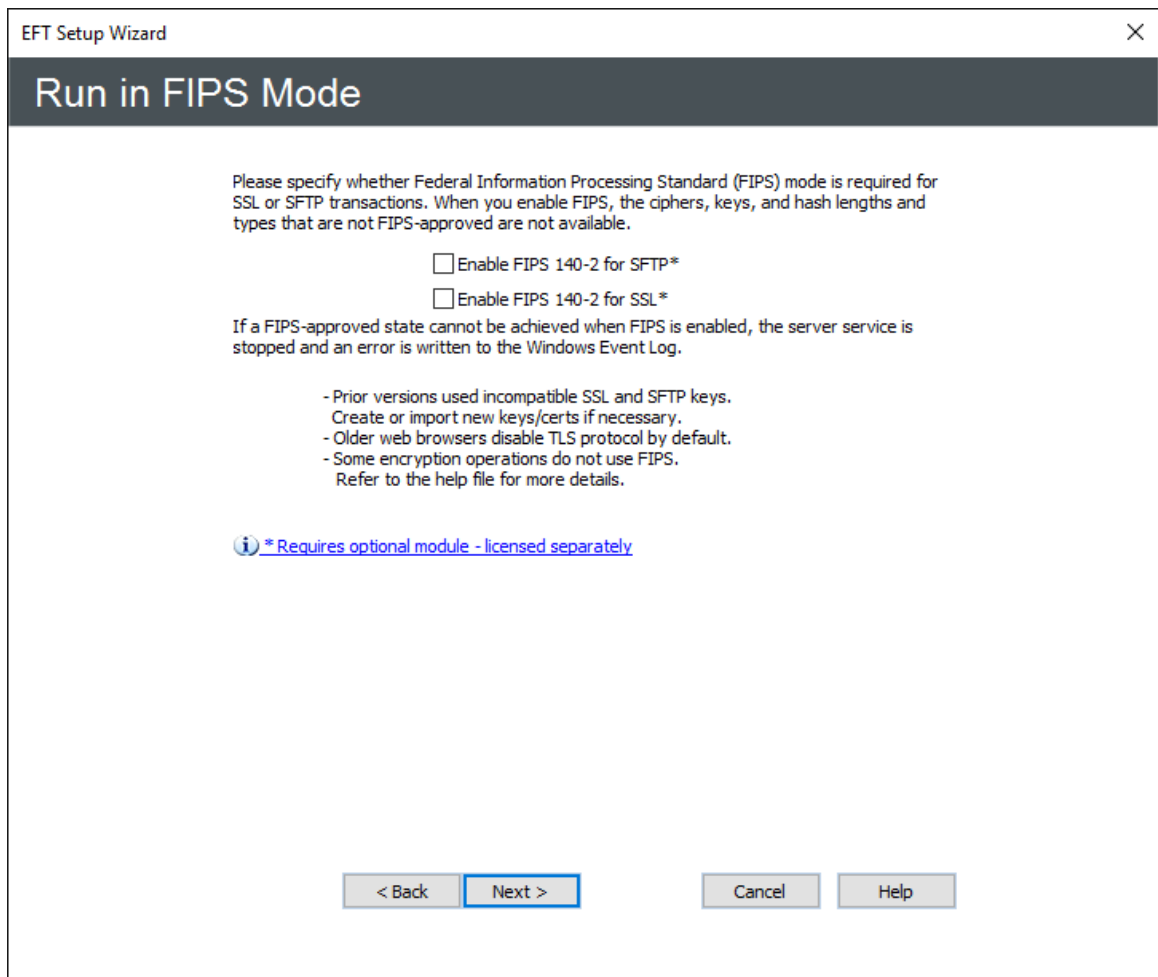 EFT Setup Wizard
Run in FIPS Mode
Please specify whether Federal Information Processing Standard (FIPS) mode is required for
SSL or SFTP transactions. When you enable FIPS, the ciphers, keys, and hash lengths and
types that are not FIPS-approved are not available.
Enable FIPS 140-2 for SFTP*
Enable FIPS 140-2 for SSL*
If a FIPS-approved state cannot be achieved when FIPS is enabled, the server service is
stopped and an error is written to the Windows Event Log.
- Prior versions used incompatible SSL and SFTP keys.
Create or import new keys/certs if necessary.
- Older web browsers disable TLS protocol by default.
- Some encryption operations do not use FIPS.
Refer to the help file for more details.
* Requires optional module - licensed separately
< Back Next > Cancel Help